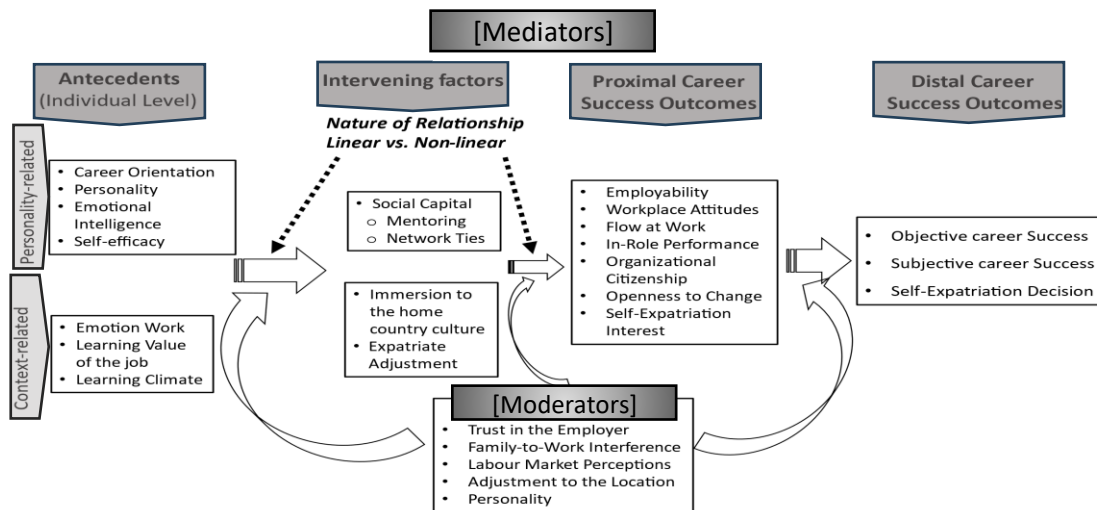 [Mediators]
Antecedents
(Individual Level)
Intervening factors
Proximal Career
Success Outcomes
Distal Career
Success Outcomes
Nature of Relationship
Linear vs. Non-linear
Personality-related
• Career Orientation
• Personality
• Emotional
Intelligence
• Self-efficacy
• Social Capital
o Mentoring
o Network Ties
• Employability
• Workplace Attitudes
• Flow at Work
• In-Role Performance
• Organizational
Citizenship
• Openness to Change
• Self-Expatriation
Interest
• Objective career Success
• Subjective career Success
• Self-Expatriation Decision
Context-related
• Emotion Work
• Learning Value
of the job
• Learning Climate
• Immersion to
the home
country culture
• Expatriate
Adjustment
[Moderators]
• Trust in the Employer
• Family-to-Work Interference
• Labour Market Perceptions
• Adjustment to the Location
• Personality